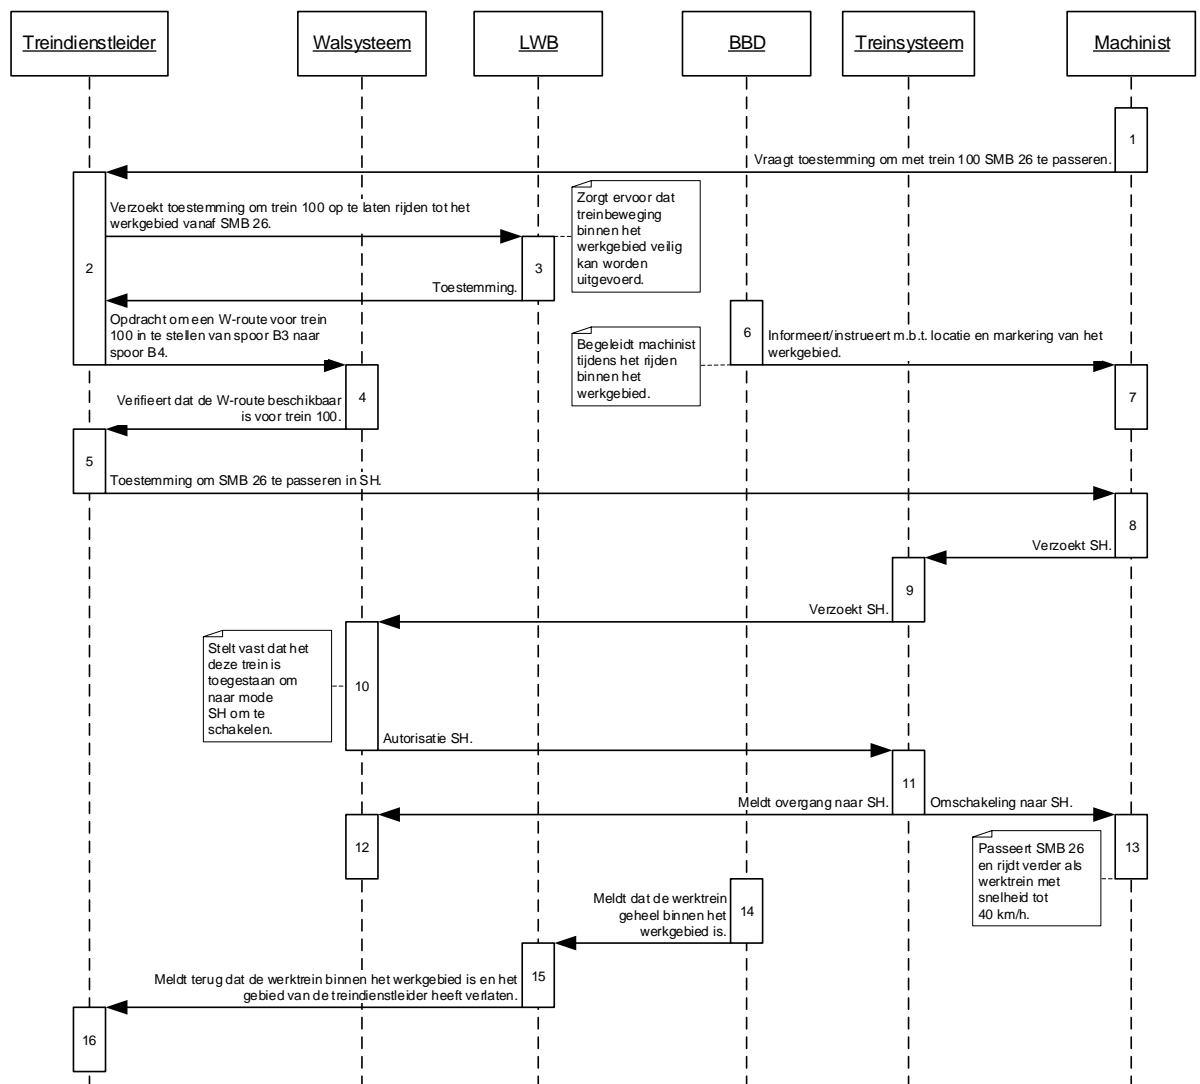 Treindienstleider
Walsysteem
LWB
BBD
Treinsysteem
Machinist
1
Vraagt toestemming om met trein 100 SMB 26 te passeren.
Verzoekt toestemming om trein 100 op te laten rijden tot het
werkgebied vanaf SMB 26.
Zorgt ervoor dat
treinbeweging
binnen het
werkgebied veilig
kan worden
uitgevoerd.
2
3
Toestemming.
Opdracht om een W-route voor trein
100 in te stellen van spoor B3 naar
spoor B4.
6
Informeert/instrueert m.b.t. locatie en markering van het
werkgebied.
Begeleidt machinist
tijdens het rijden
binnen het
werkgebied.
4
7
Verifieert dat de W-route beschikbaar
is voor trein 100.
5
Toestemming om SMB 26 te passeren in SH.
8
Verzoekt SH.
9
Verzoekt SH.
Stelt vast dat het
deze trein is
toegestaan om
naar mode
SH om te
schakelen.
10
Autorisatie SH.
11
Meldt overgang naar SH.
Omschakeling naar SH.
12
13
Passeert SMB 26
en rijdt verder als
werktrein met
snelheid tot
40 km/h.
Meldt dat de werktrein
geheel binnen het
werkgebied is.
14
15
Meldt terug dat de werktrein binnen het werkgebied is en het
gebied van de treindienstleider heeft verlaten.
16